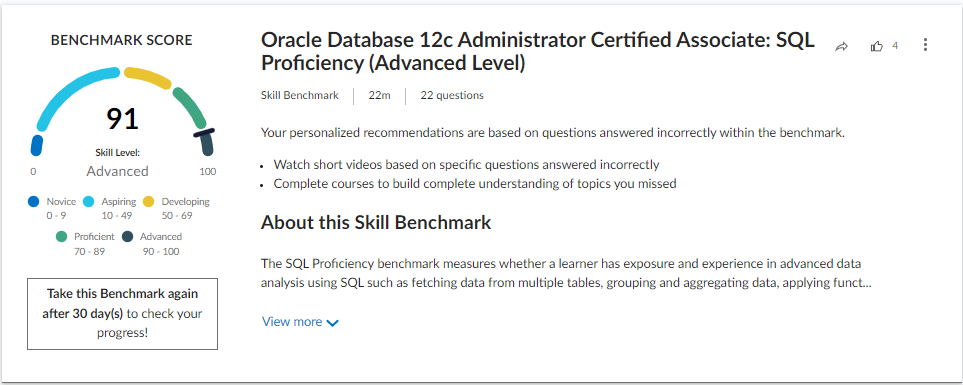 BENCHMARK SCORE
91
Skill Level:
Advanced
0
100
Novice
0 - 9
Aspiring
10 - 49
Developing
50 - 69
Proficient
70 - 89
Advanced
90 - 100
Take this Benchmark again
after 30 day(s) to check your
progress!
Oracle Database 12c Administrator Certified Associate: SQL
Proficiency (Advanced Level)
4
Skill Benchmark
22m
22 questions
Your personalized recommendations are based on questions answered incorrectly within the benchmark.
• Watch short videos based on specific questions answered incorrectly
• Complete courses to build complete understanding of topics you missed
About this Skill Benchmark
The SQL Proficiency benchmark measures whether a learner has exposure and experience in advanced data
analysis using SQL such as fetching data from multiple tables, grouping and aggregating data, applying funct...
View more